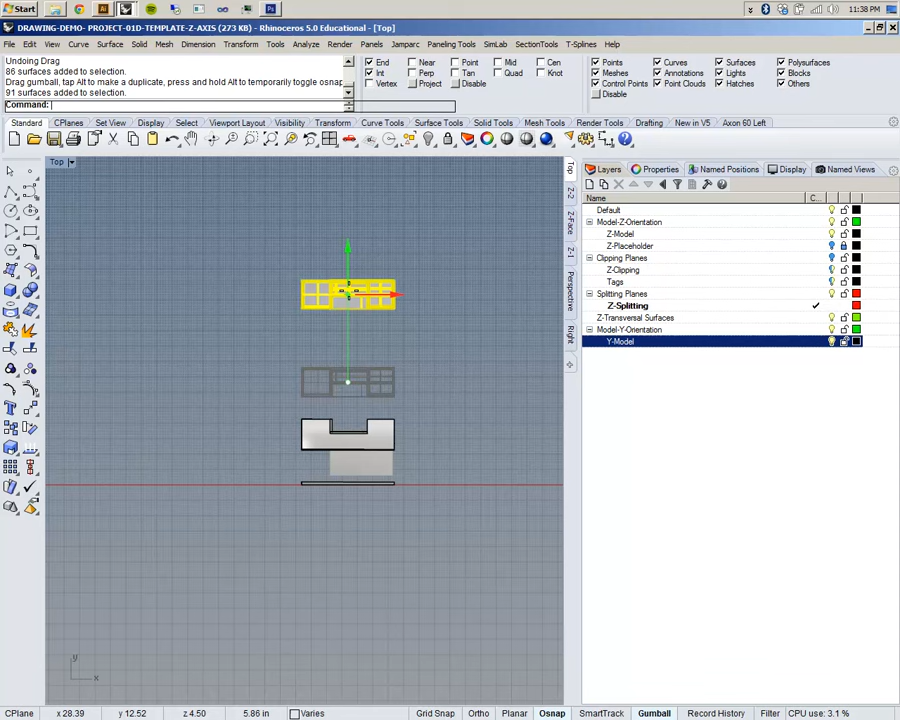 Start 11:38 PM
DRAWING-DEMO- PROJECT-01D-TEMPLATE-Z-AXIS (273 KB) - Rhinoceros 5.0 Educational - [Top]
File Edit View Curve Surface Solid Mesh Dimension Transform Tools Analyze Render Panels Jamparc Paneling Tools SimLab SectionTools T-Splines Help
Undoing Drag
86 surfaces added to selection.
Drag gumball, tap Alt to make a duplicate, press and hold Alt to temporarily toggle osnap
91 surfaces added to selection.
Command:
End Near Point Mid Cen
Int Perp Tan Quad Knot
Vertex Project Disable
Points Curves Surfaces Polysurfaces
Meshes Annotations Lights Blocks
Control Points Point Clouds Hatches Others
Disable
Standard CPlanes Display Select Viewport Layout Visibility Transform Curve Tools Surface Tools Solid Tools Mesh Tools Render Tools Drafting New in V5 Axon 60 Left
Top
Top
Z-2
Z-Face
Z-1
Perspective
Right
y
x
Layers Properties Named Positions Display Named Views
Name C...
Default
Model-Z-Orientation
Z-Model
Z-Placeholder
Clipping Planes
Z-Clipping
Tags
Splitting Planes
Z-Splitting
Z-Transversal Surfaces
Model-Y-Orientation
Y-Model
CPlane x 28.39 y 12.52 z 4.50 5.86 in Varies Grid Snap Ortho Planar Osnap SmartTrack Gumball Record History Filter CPU use: 3.1 %